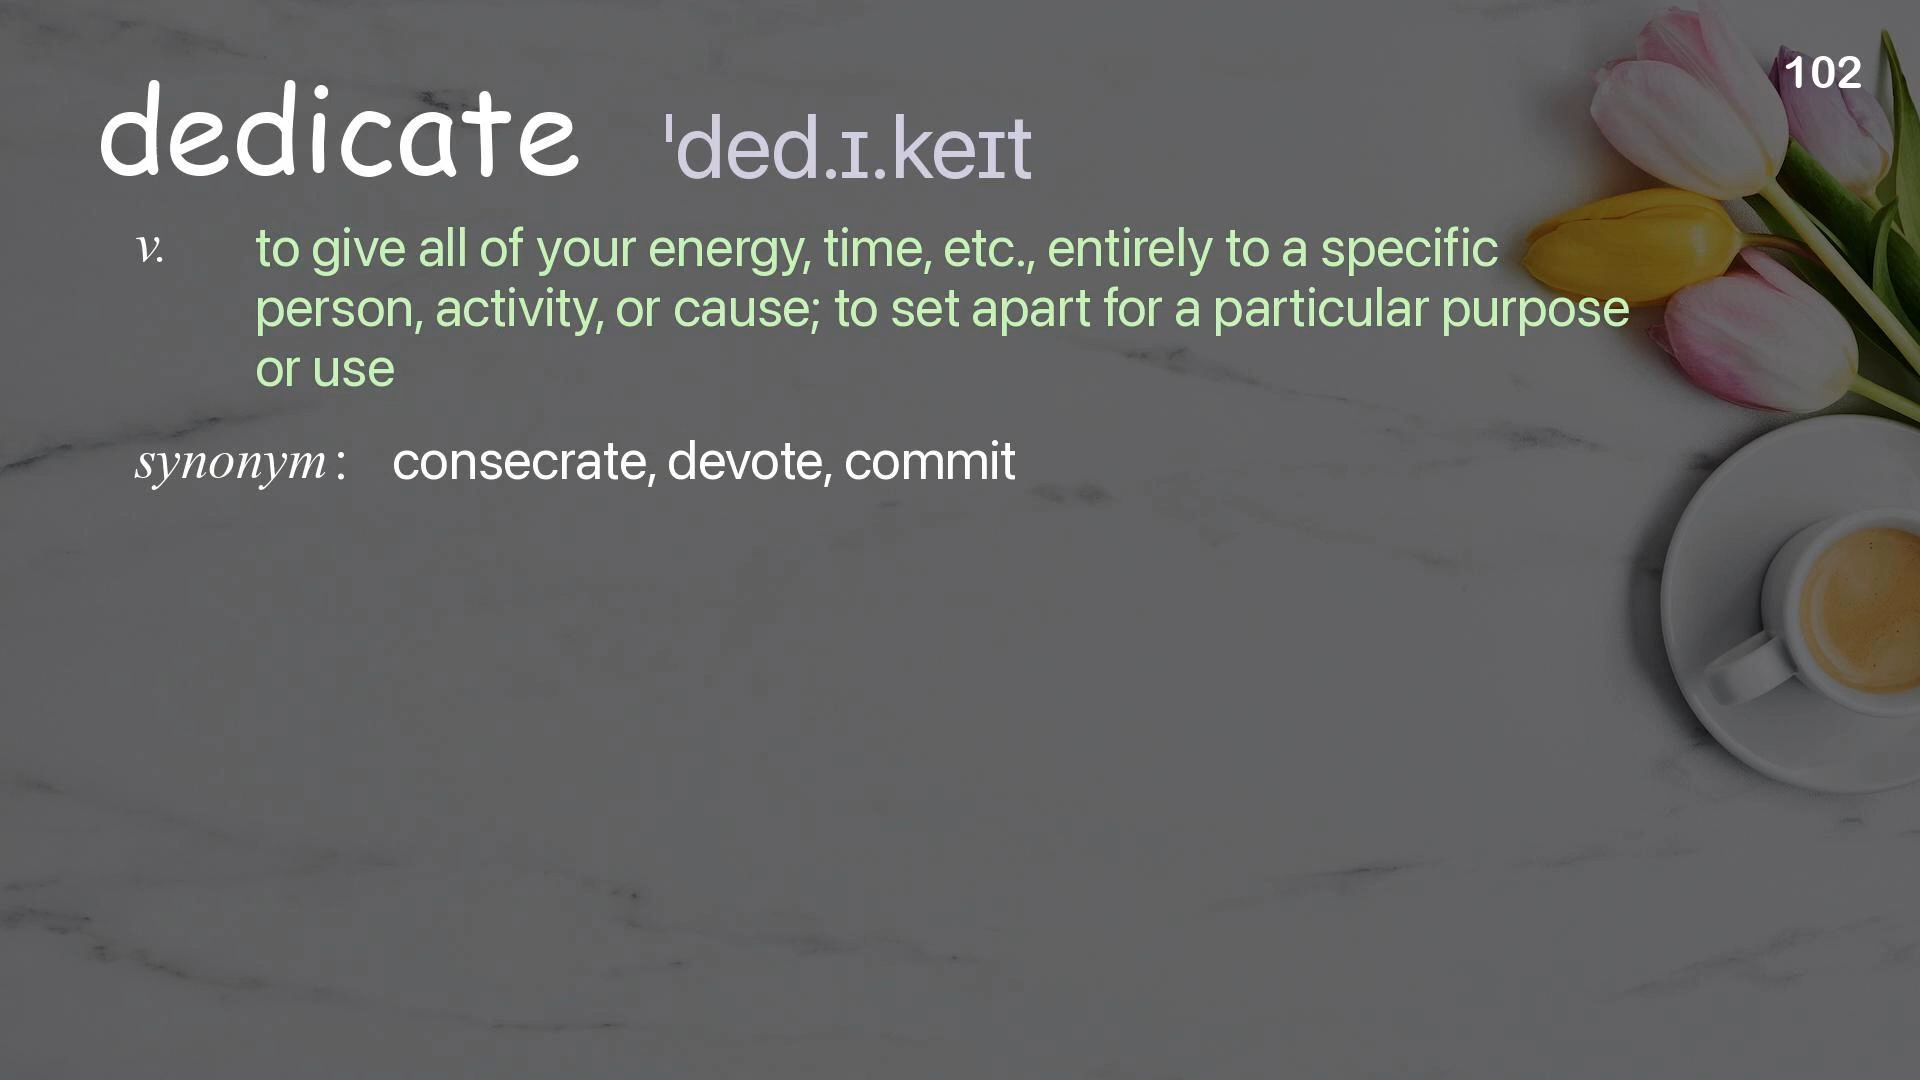 102
dedicate ˈded.ɪ.keɪt
v. to give all of your energy, time, etc., entirely to a specific
person, activity, or cause; to set apart for a particular purpose
or use
synonym : consecrate, devote, commit